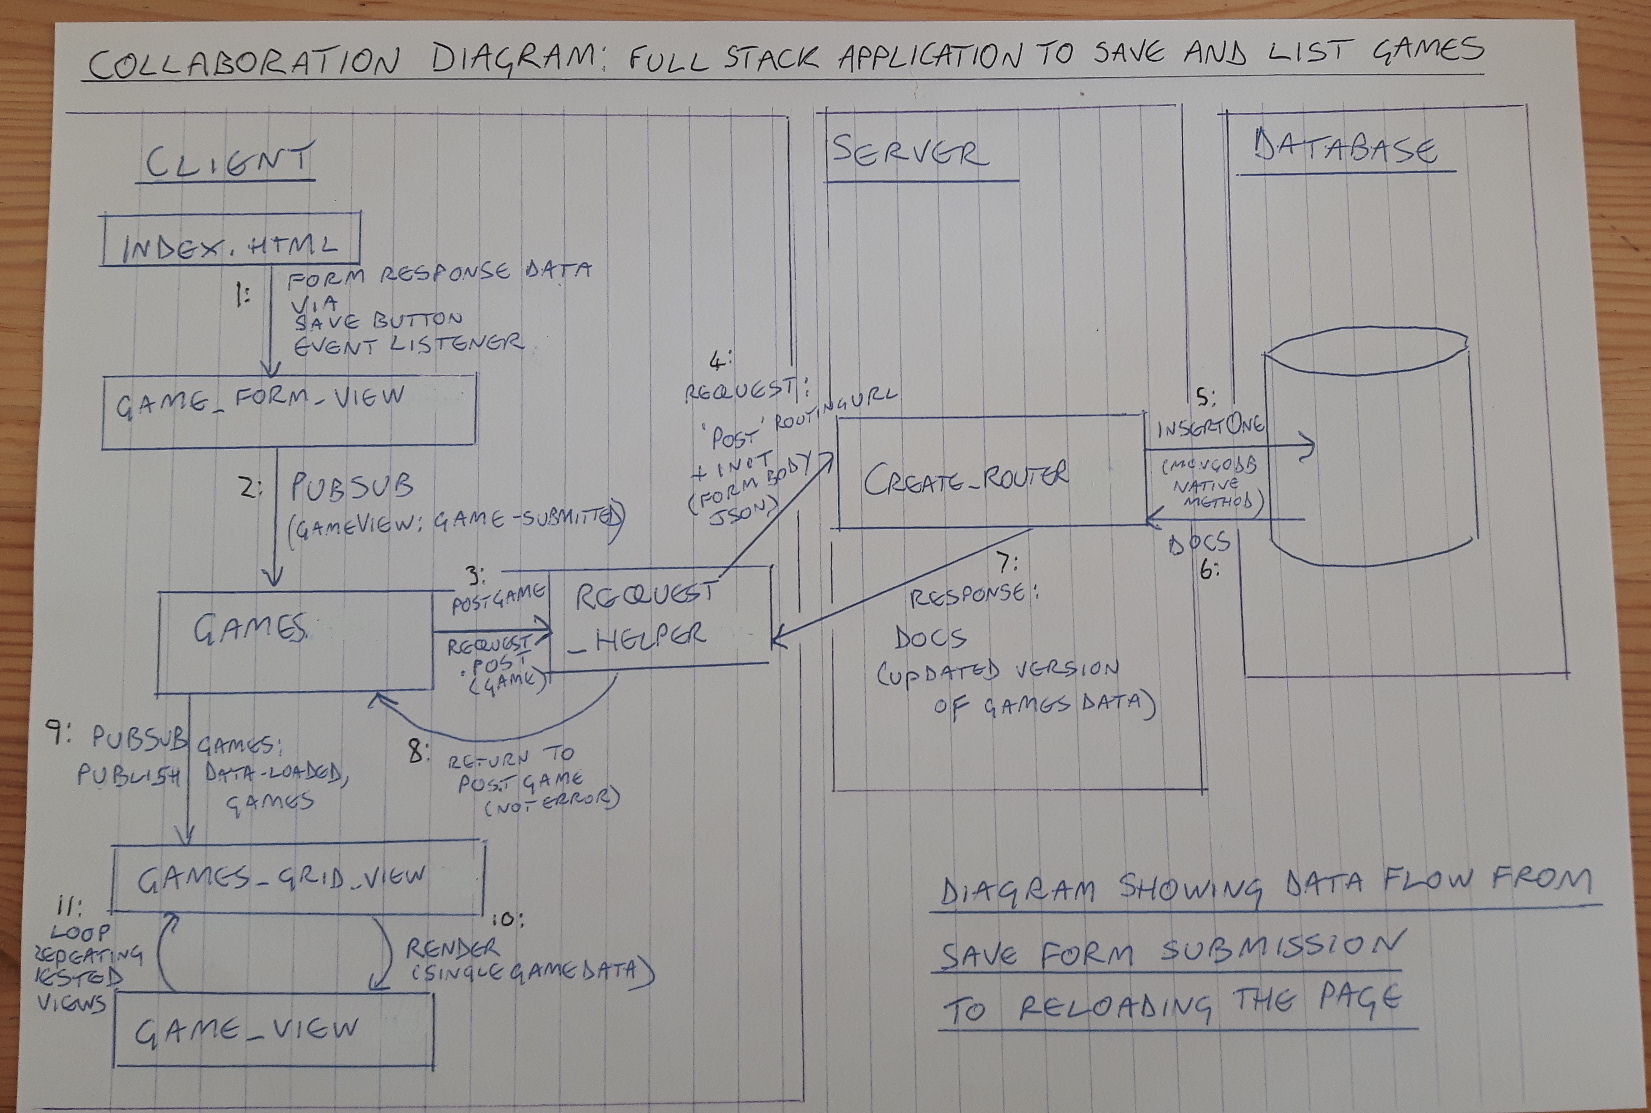 COLLABORATION DIAGRAM: FULL STACK APPLICATION TO SAVE AND LIST GAMES
CLIENT
INDEX.HTML
1:
FORM RESPONSE DATA
VIA
SAVE BUTTON
EVENT LISTENER
GAME_FORM_VIEW
2:
PUBSUB
(GAMEVIEW: GAME-SUBMITTED)
GAMES
3:
POSTGAME
REQUEST
.POST
(GAME)
REQUEST
_HELPER
4:
REQUEST:
'POST' ROUTING URL
+ INIT
(FORM BODY
JSON)
SERVER
CREATE_ROUTER
DATABASE
5:
INSERTONE
(MONGODB
NATIVE
METHOD)
DOCS
6:
7:
RESPONSE:
DOCS
(UPDATED VERSION
OF GAMES DATA)
8:
RETURN TO
POSTGAME
(NOT ERROR)
9:
PUBSUB GAMES:
PUBLISH DATA-LOADED,
GAMES
GAMES_GRID_VIEW
10:
RENDER
(SINGLE GAME DATA)
11:
LOOP
REPEATING
NESTED
VIEWS
GAME_VIEW
DIAGRAM SHOWING DATA FLOW FROM
SAVE FORM SUBMISSION
TO RELOADING THE PAGE